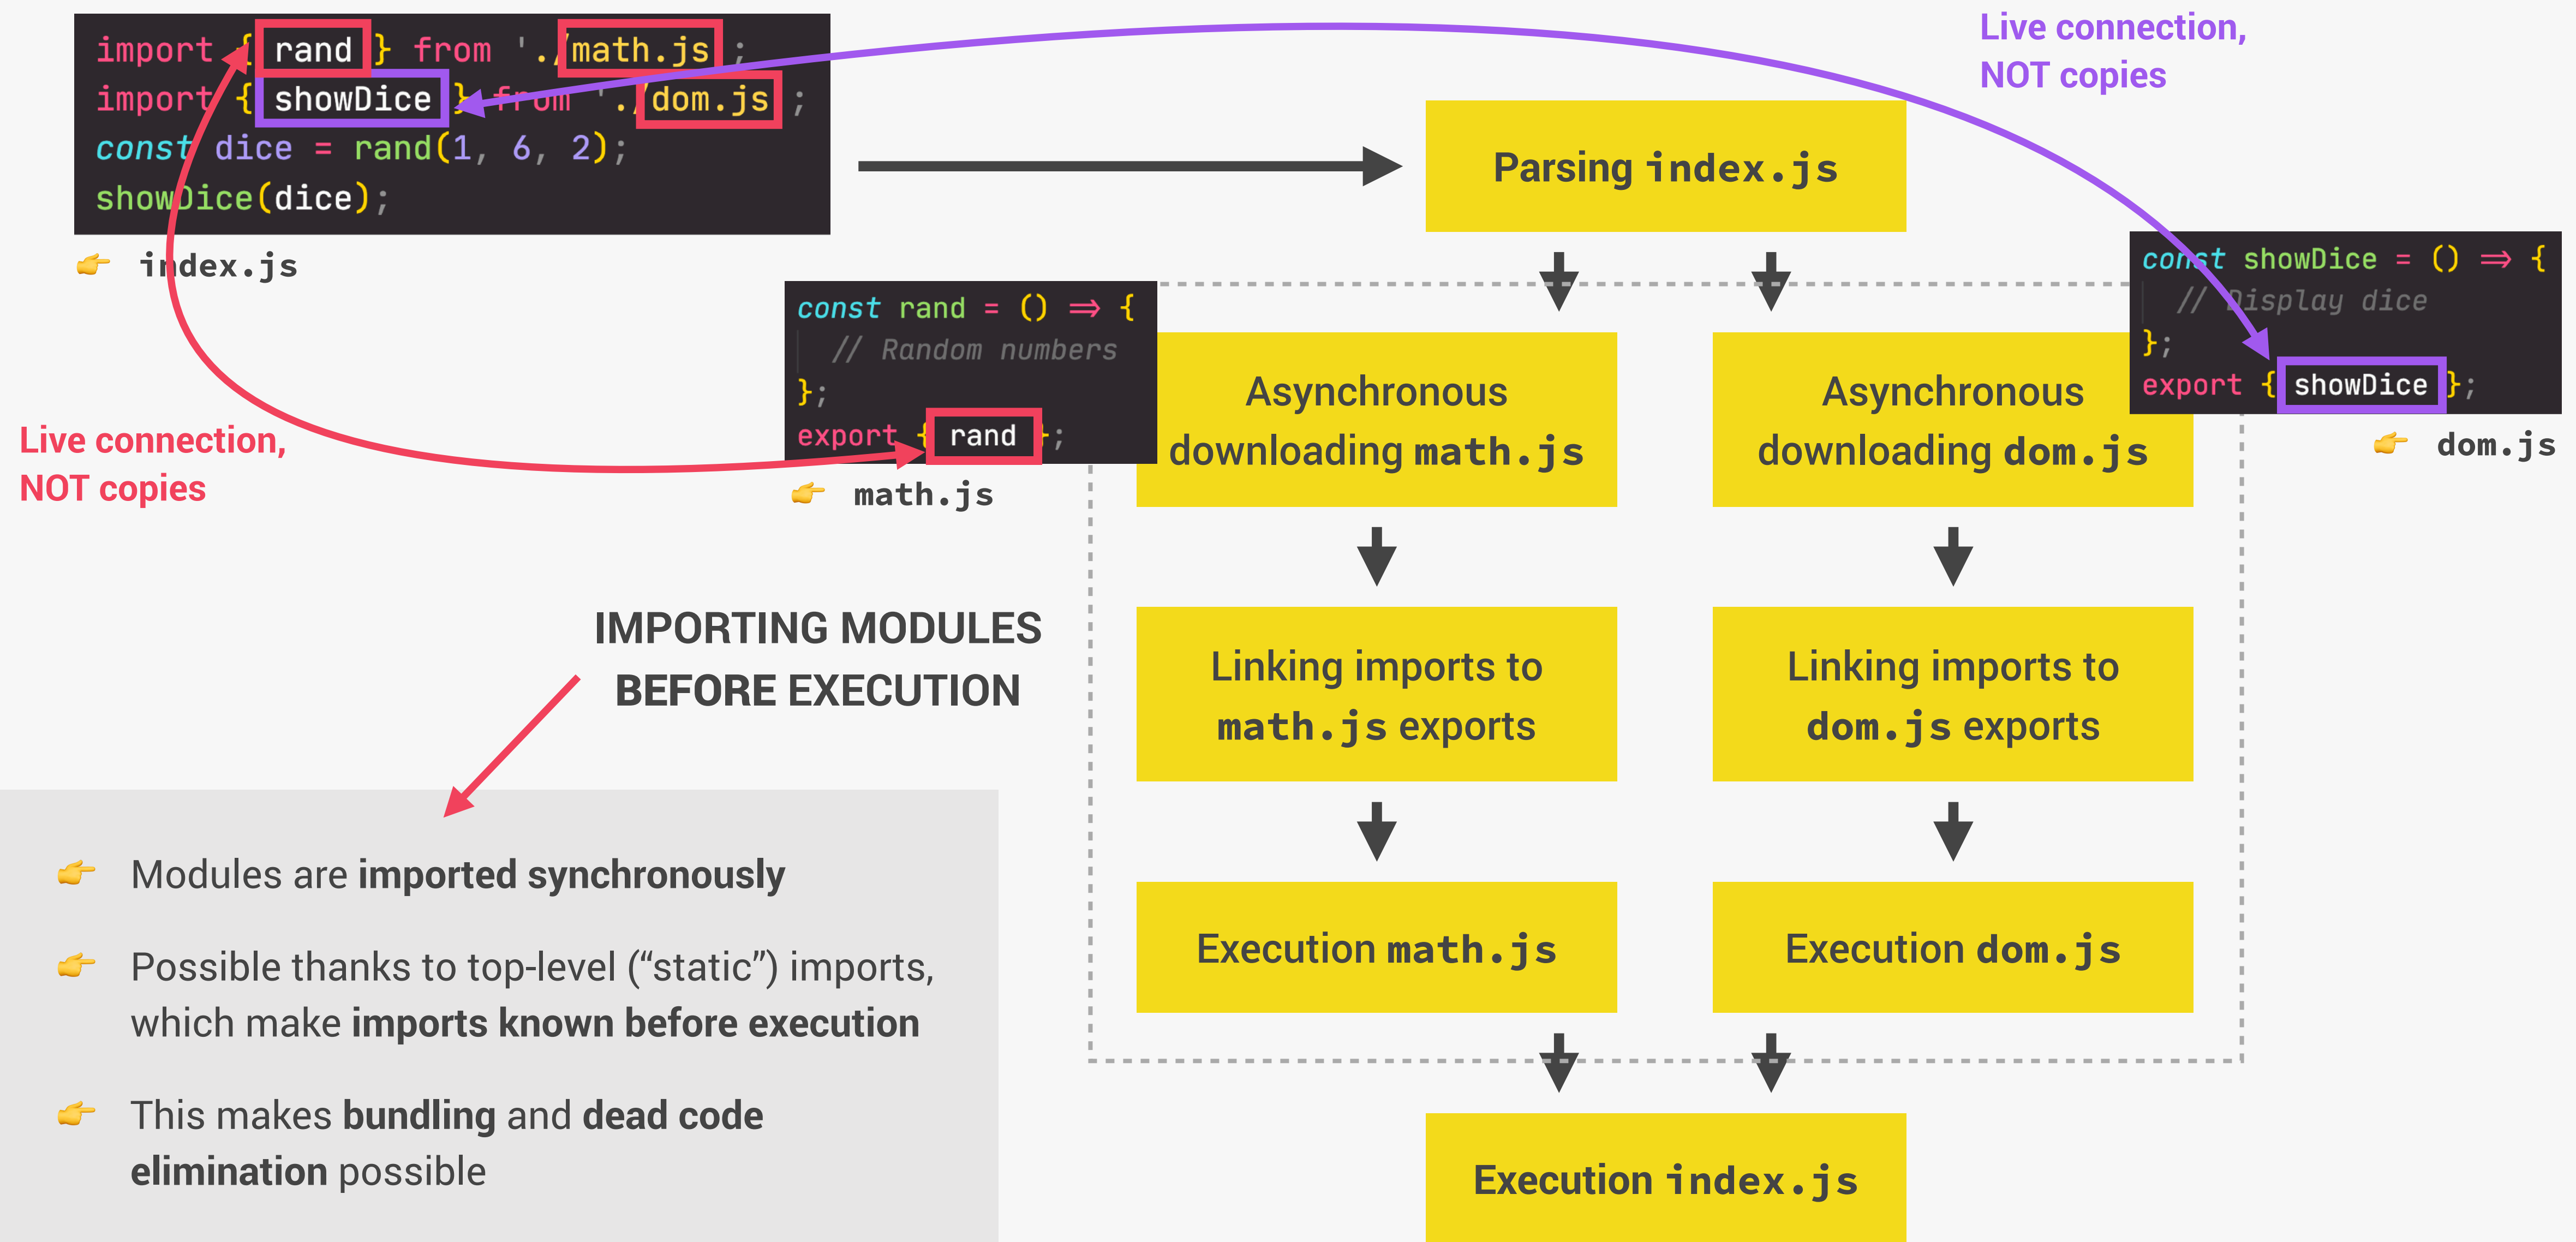 import { rand } from './math.js';
import { showDice } from './dom.js';
const dice = rand(1, 6, 2);
showDice(dice);
👉 index.js
Live connection,
NOT copies
Parsing index.js
const rand = () => {
// Random numbers
};
export { rand };
👉 math.js
const showDice = () => {
// Display dice
};
export { showDice };
👉 dom.js
Live connection,
NOT copies
Asynchronous
downloading math.js
Asynchronous
downloading dom.js
Linking imports to
math.js exports
Linking imports to
dom.js exports
Execution math.js
Execution dom.js
Execution index.js
IMPORTING MODULES
BEFORE EXECUTION
👉 Modules are imported synchronously
👉 Possible thanks to top-level (“static”) imports,
which make imports known before execution
👉 This makes bundling and dead code
elimination possible